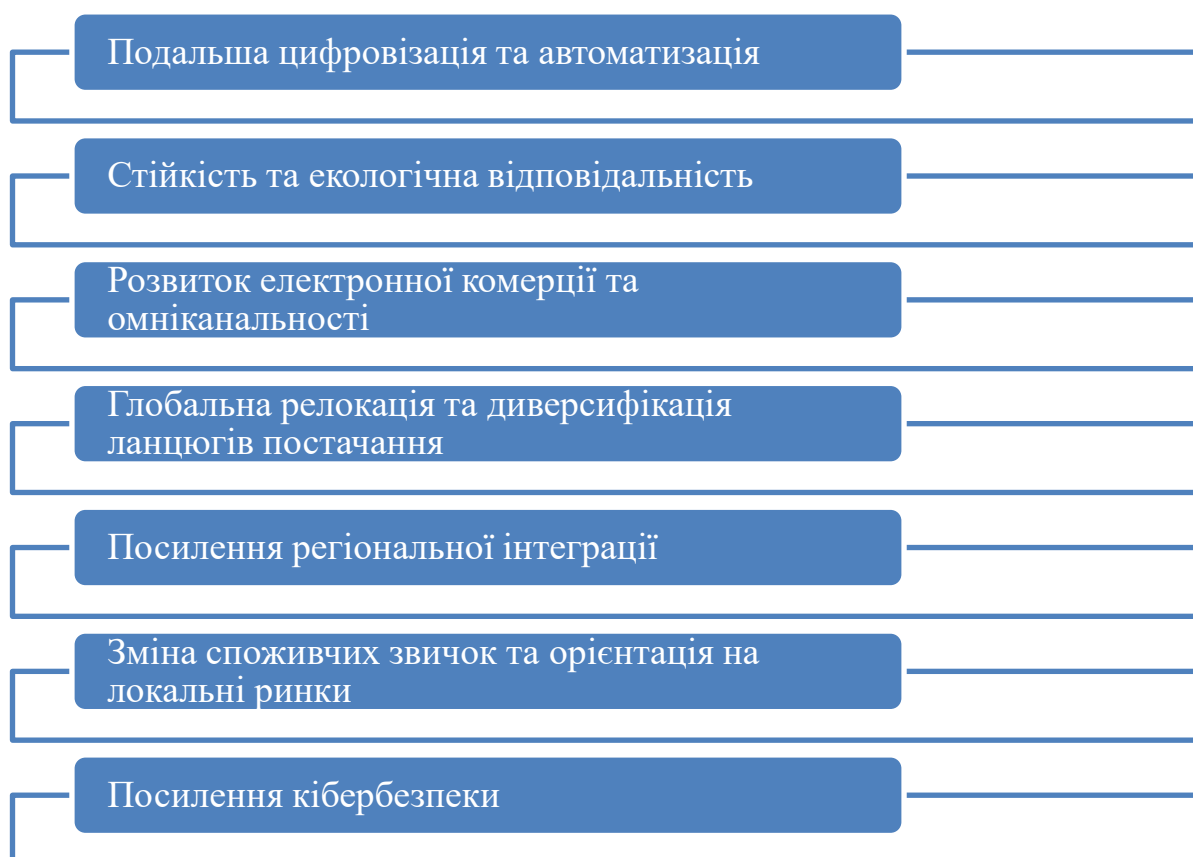 Подальша цифровізація та автоматизація
Стійкість та екологічна відповідальність
Розвиток електронної комерції та
омніканальності
Глобальна релокація та диверсифікація
ланцюгів постачання
Посилення регіональної інтеграції
Зміна споживчих звичок та орієнтація на
локальні ринки
Посилення кібербезпеки